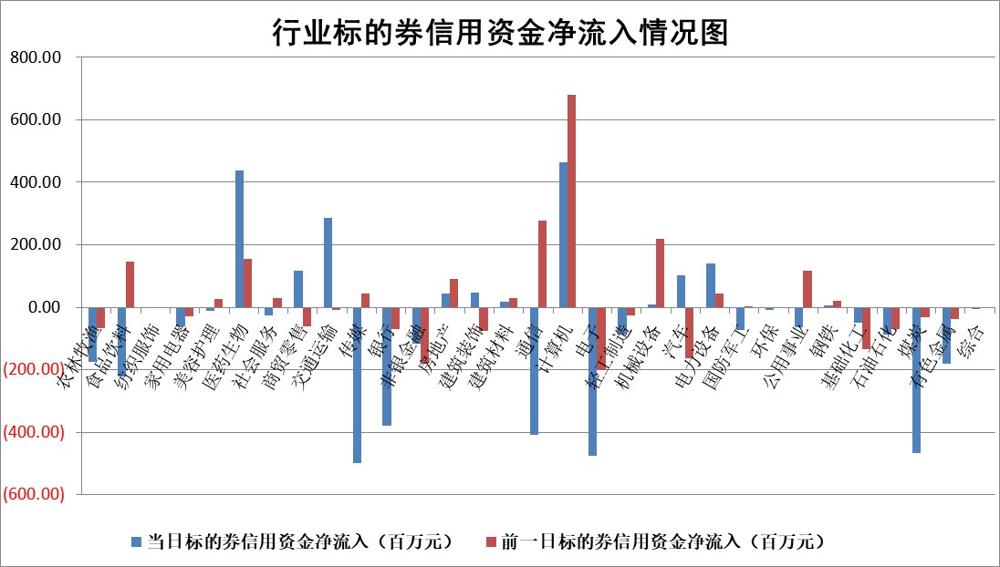 行业标的券信用资金净流入情况图
800.00
600.00
400.00
200.00
0.00
(200.00)
(400.00)
(600.00)
农林牧渔
食品饮料
纺织服饰
家用电器
美容护理
医药生物
社会服务
商贸零售
交通运输
传媒
银行
非银金融
房地产
建筑装饰
建筑材料
通信
计算机
电子
轻工制造
机械设备
汽车
电力设备
国防军工
环保
公用事业
钢铁
基础化工
石油石化
煤炭
有色金属
综合
当日标的券信用资金净流入（百万元）
前一日标的券信用资金净流入（百万元）